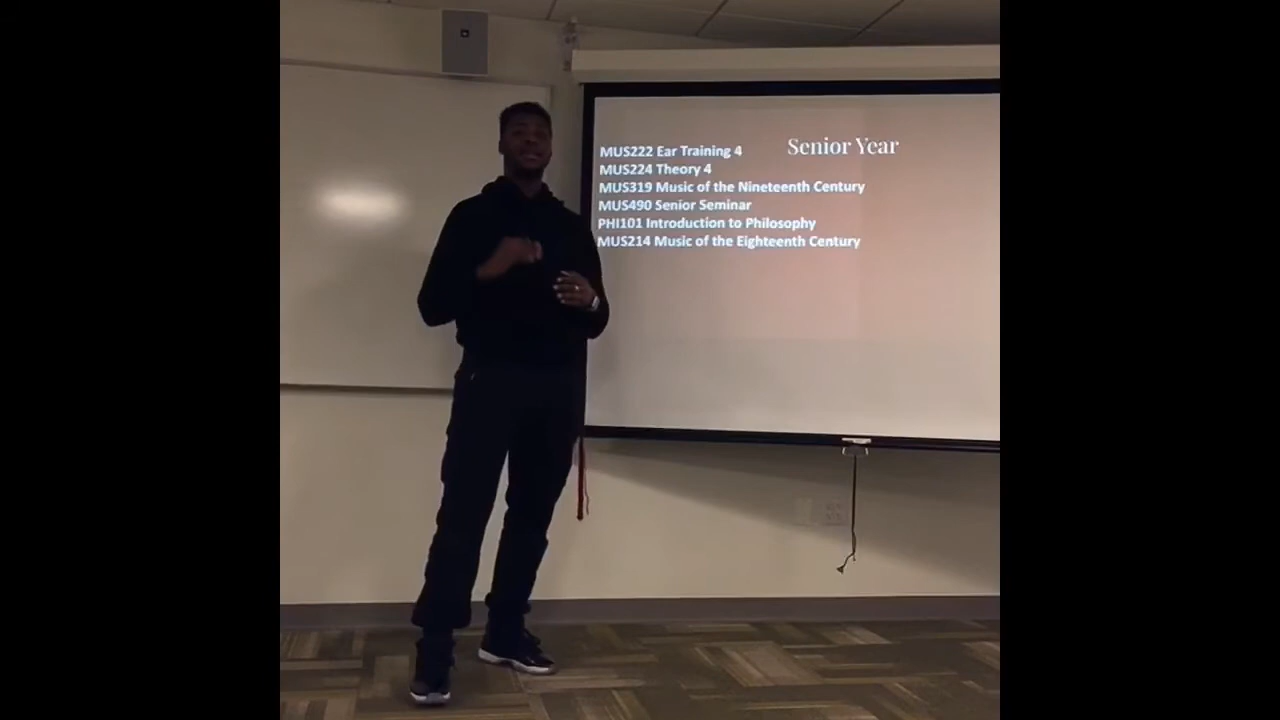 Senior Year
MUS222 Ear Training 4
MUS224 Theory 4
MUS319 Music of the Nineteenth Century
MUS490 Senior Seminar
PHI101 Introduction to Philosophy
MUS214 Music of the Eighteenth Century